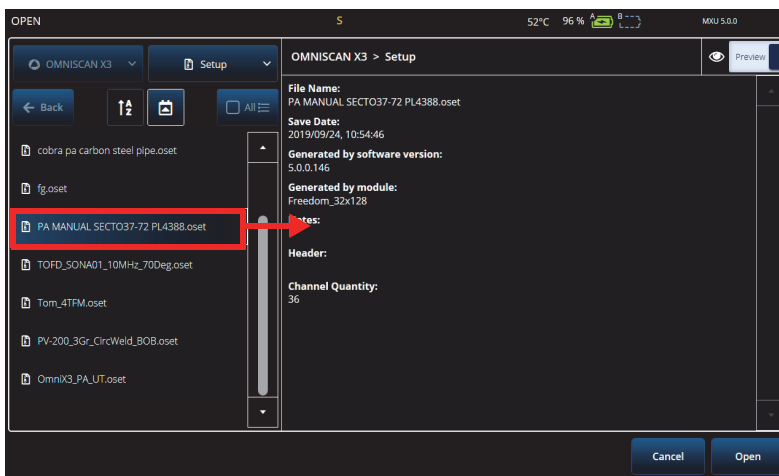 OPEN S 52°C 96 % A B MXU 5.0.0
OMNISCAN X3 Setup
OMNISCAN X3 > Setup Preview
Back A Z All
cobra pa carbon steel pipe.oset
fg.oset
PA MANUAL SECTO37-72 PL4388.oset
TOFD_SONA01_10MHz_70Deg.oset
Tom_4TFM.oset
PV-200_3Gr_CircWeld_BOB.oset
OmniX3_PA_UT.oset
File Name:
PA MANUAL SECTO37-72 PL4388.oset
Save Date:
2019/09/24, 10:54:46
Generated by software version:
5.0.0.146
Generated by module:
Freedom_32x128
Notes:
Header:
Channel Quantity:
36
Cancel Open